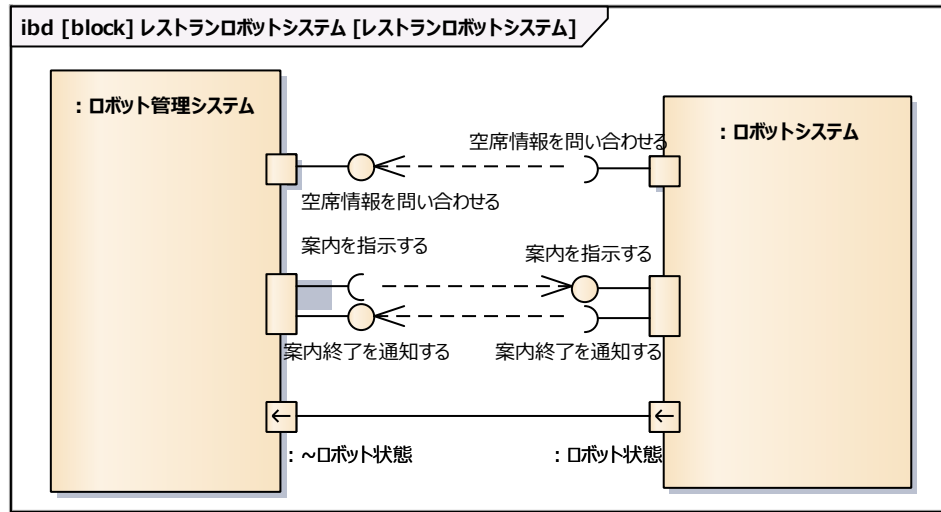 ibd [block] レストランロボットシステム [レストランロボットシステム]
: ロボット管理システム
: ロボットシステム
空席情報を問い合わせる
空席情報を問い合わせる
案内を指示する
案内を指示する
案内終了を通知する
案内終了を通知する
: ~ロボット状態
: ロボット状態